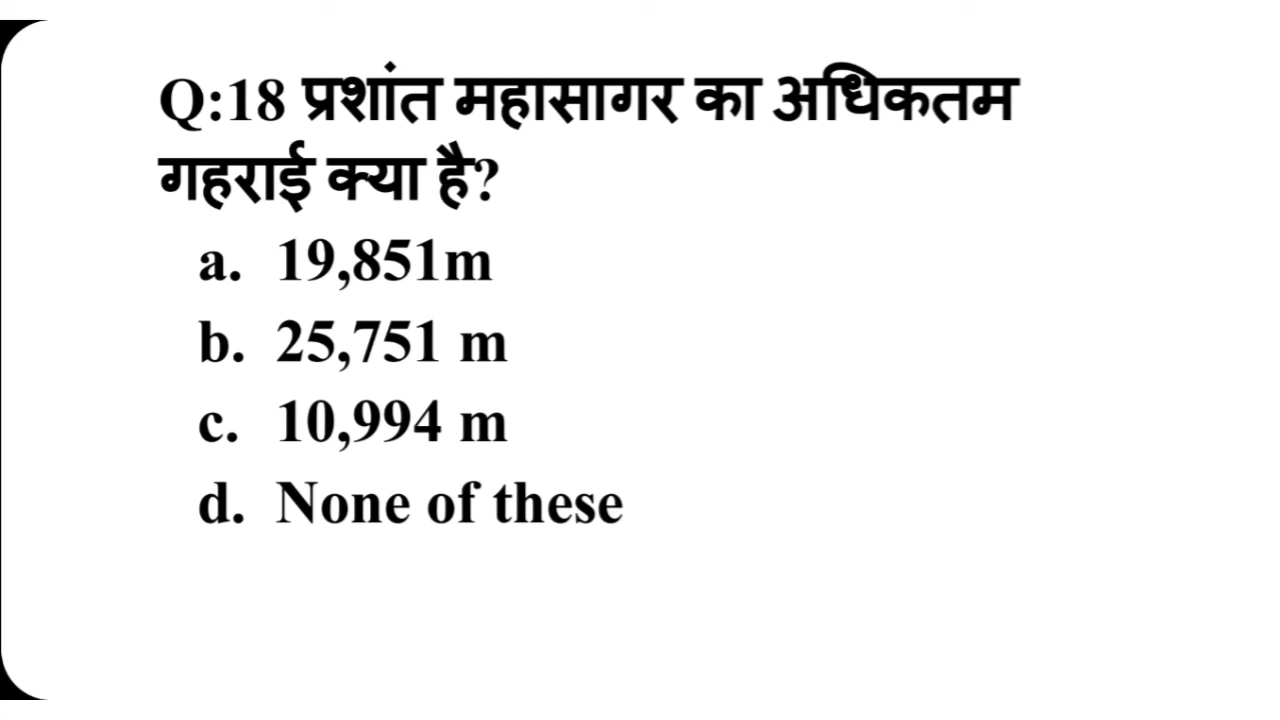 Q:18 प्रशांत महासागर का अधिकतम
गहराई क्या है?
a. 19,851m
b. 25,751 m
c. 10,994 m
d. None of these